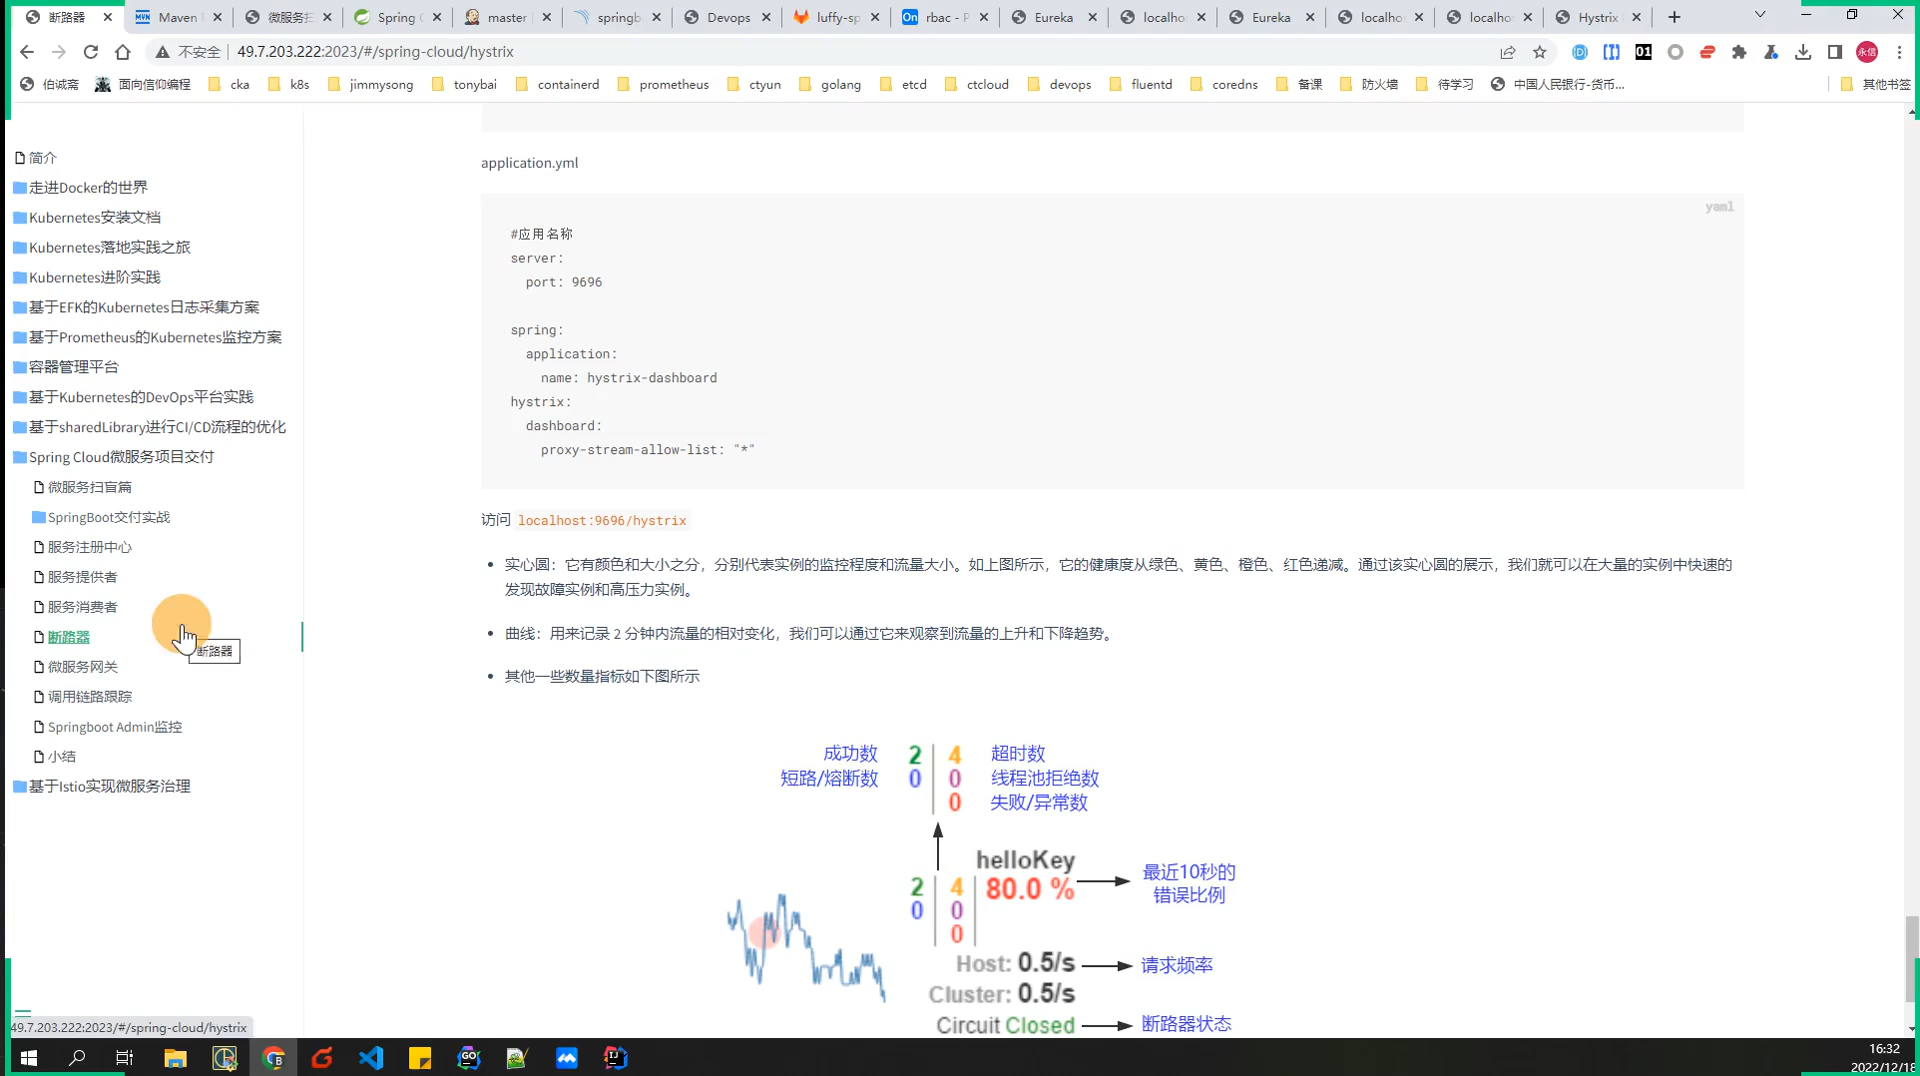 断路器
Maven
微服务扫
Spring
master
springb
Devops
luffy-sp
rbac - P
Eureka
localho
Eureka
localho
localho
Hystrix
不安全
49.7.203.222:2023/#/spring-cloud/hystrix
伯诚斋
面向信仰编程
cka
k8s
jimmysong
tonybai
containerd
prometheus
ctyun
golang
etcd
ctcloud
devops
fluentd
coredns
备课
防火墙
待学习
中国人民银行-货币...
其他书签
简介
走进Docker的世界
Kubernetes安装文档
Kubernetes落地实践之旅
Kubernetes进阶实践
基于EFK的Kubernetes日志采集方案
基于Prometheus的Kubernetes监控方案
容器管理平台
基于Kubernetes的DevOps平台实践
基于sharedLibrary进行CI/CD流程的优化
Spring Cloud微服务项目交付
微服务扫盲篇
SpringBoot交付实战
服务注册中心
服务提供者
服务消费者
断路器
断路器
微服务网关
调用链路跟踪
Springboot Admin监控
小结
基于Istio实现微服务治理
49.7.203.222:2023/#/spring-cloud/hystrix
application.yml
yaml
#应用名称
server:
port: 9696
spring:
application:
name: hystrix-dashboard
hystrix:
dashboard:
proxy-stream-allow-list: "*"
访问 localhost:9696/hystrix
实心圆：它有颜色和大小之分，分别代表实例的监控程度和流量大小。如上图所示，它的健康度从绿色、黄色、橙色、红色递减。通过该实心圆的展示，我们就可以在大量的实例中快速的
发现故障实例和高压力实例。
曲线：用来记录 2 分钟内流量的相对变化，我们可以通过它来观察到流量的上升和下降趋势。
其他一些数量指标如下图所示
成功数 2 4 超时数
短路/熔断数 0 0 线程池拒绝数
0 失败/异常数
helloKey
2 4 80.0 % 最近10秒的
0 0 错误比例
0
Host: 0.5/s 请求频率
Cluster: 0.5/s
Circuit Closed 断路器状态
16:32
2022/12/18